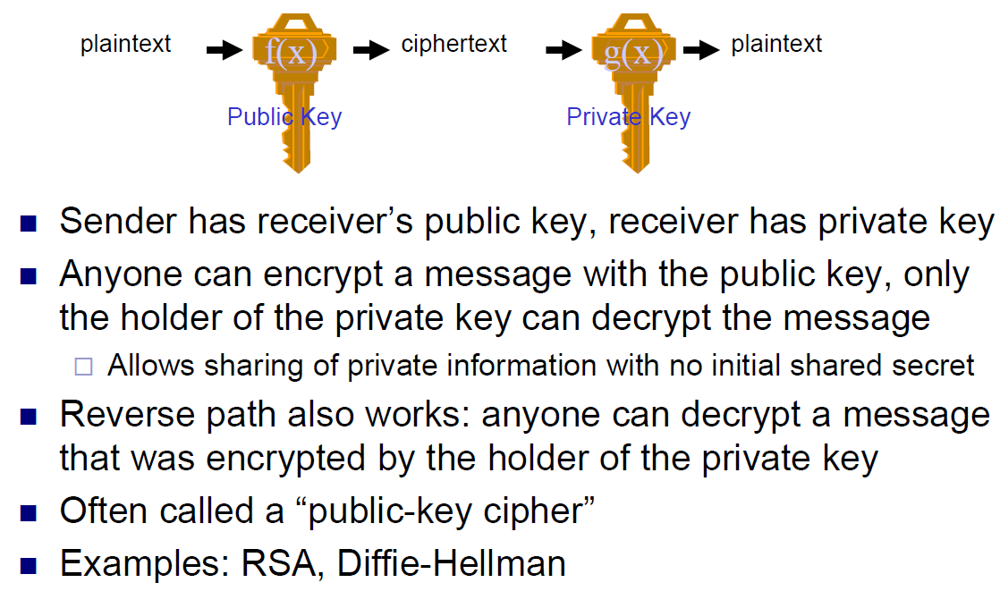 plaintext f(x) ciphertext g(x) plaintext
Public Key Private Key
Sender has receiver’s public key, receiver has private key
Anyone can encrypt a message with the public key, only
the holder of the private key can decrypt the message
Allows sharing of private information with no initial shared secret
Reverse path also works: anyone can decrypt a message
that was encrypted by the holder of the private key
Often called a “public-key cipher”
Examples: RSA, Diffie-Hellman